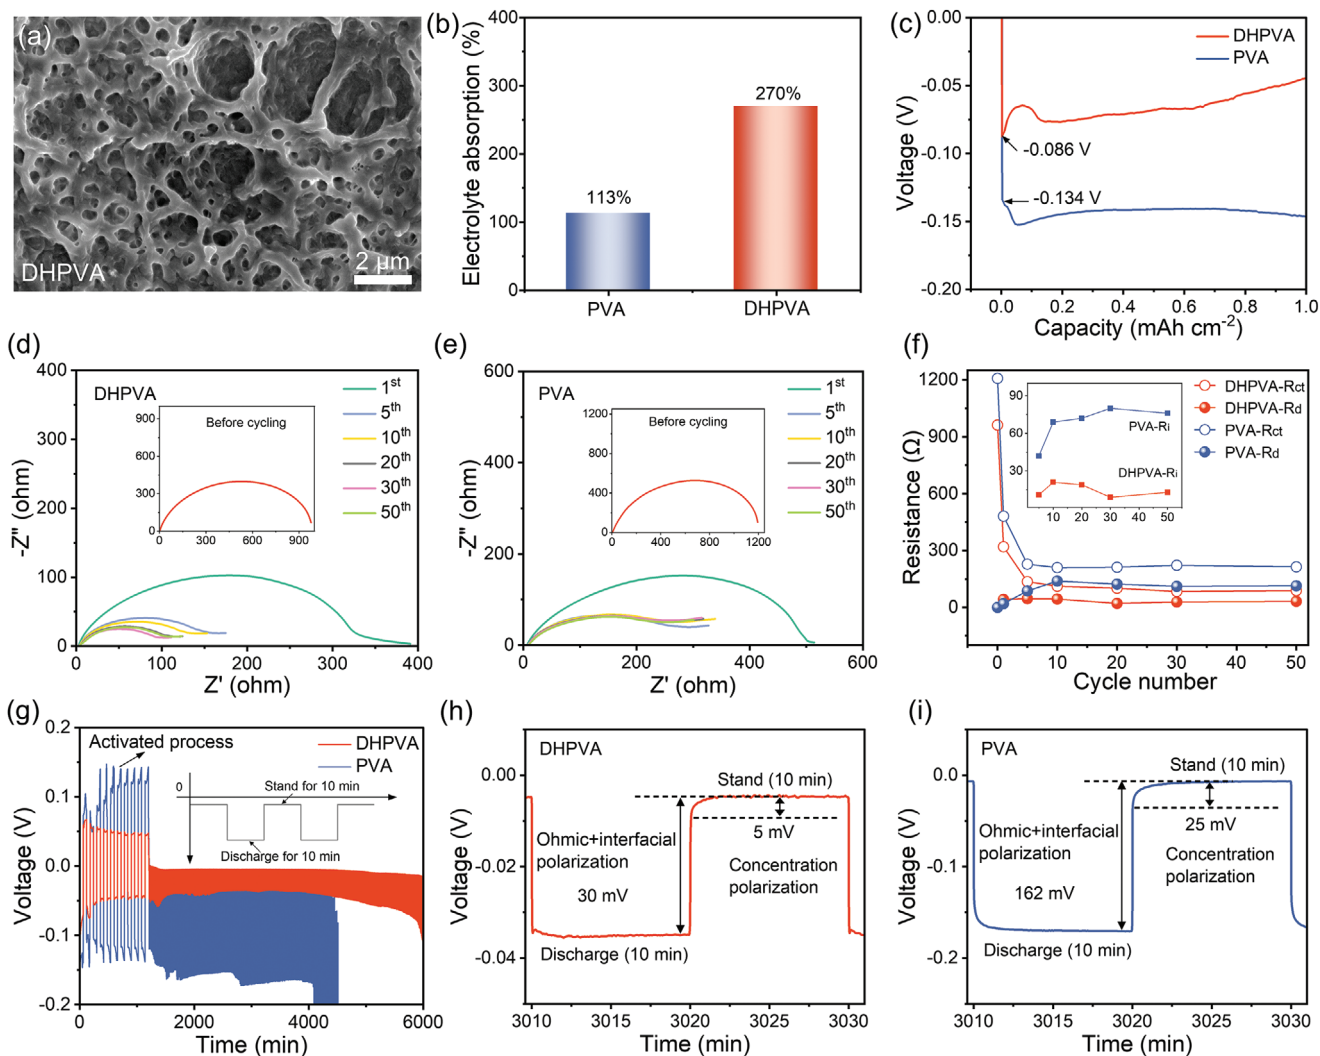 (a)
DHPVA
2 μm
(b)
Electrolyte absorption (%)
400
300
200
100
0
113%
270%
PVA
DHPVA
(c)
Voltage (V)
0.00
-0.05
-0.10
-0.15
-0.20
DHPVA
PVA
-0.086 V
-0.134 V
0.0
0.2
0.4
0.6
0.8
1.0
Capacity (mAh cm⁻²)
(d)
-Z" (ohm)
400
300
200
100
0
DHPVA
Before cycling
900
600
300
0
0
300
600
900
1st
5th
10th
20th
30th
50th
0
100
200
300
400
Z' (ohm)
(e)
-Z" (ohm)
600
450
300
150
0
PVA
Before cycling
1200
800
400
0
0
400
800
1200
1st
5th
10th
20th
30th
50th
0
200
400
600
Z' (ohm)
(f)
Resistance (Ω)
1200
900
600
300
0
90
60
30
PVA-Ri
DHPVA-Ri
10
20
30
40
50
DHPVA-Rct
DHPVA-Rd
PVA-Rct
PVA-Rd
0
10
20
30
40
50
Cycle number
(g)
Voltage (V)
0.2
0.1
0.0
-0.1
-0.2
Activated process
DHPVA
PVA
0
Stand for 10 min
Discharge for 10 min
0
2000
4000
6000
Time (min)
(h)
Voltage (V)
0.00
-0.02
-0.04
DHPVA
Stand (10 min)
5 mV
Ohmic+interfacial
polarization
30 mV
Concentration
polarization
Discharge (10 min)
3010
3015
3020
3025
3030
Time (min)
(i)
Voltage (V)
0.0
-0.1
-0.2
PVA
Stand (10 min)
25 mV
Ohmic+interfacial
polarization
162 mV
Concentration
polarization
Discharge (10 min)
3010
3015
3020
3025
3030
Time (min)